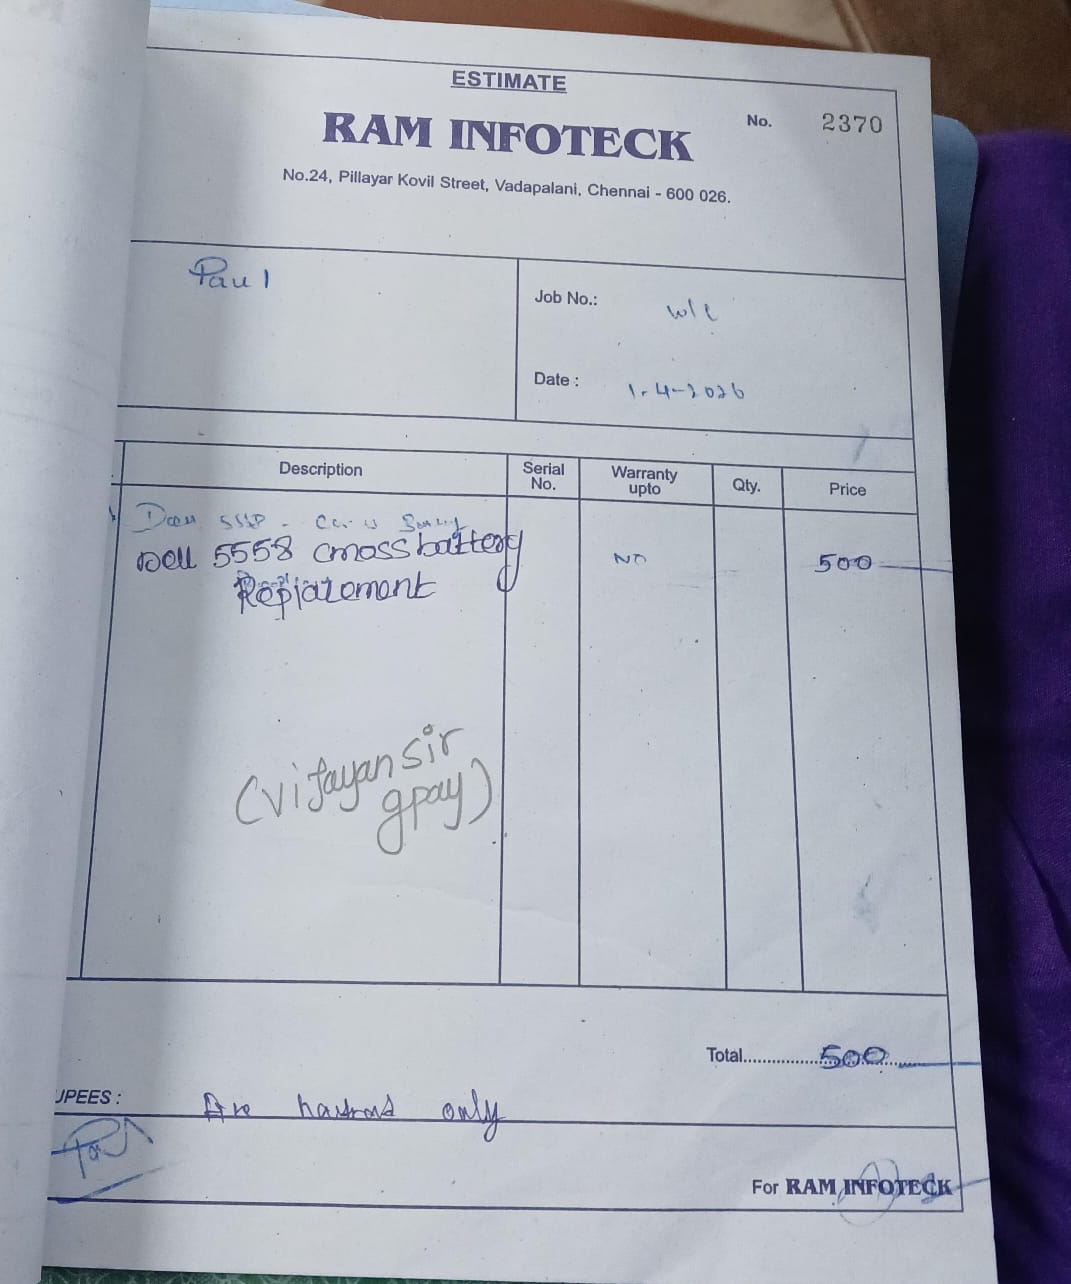 ESTIMATE
RAM INFOTECK
No. 2370
No.24, Pillayar Kovil Street, Vadapalani, Chennai - 600 026.
Paul
Job No.:
Date : 1-4-2026
Description Serial No. Warranty upto Qty. Price
Dell 5558 cmoss battery NO 500
Replatement
(vijayan sir
gpay)
Total.................500
UPEES : five only
For RAM INFOTECK